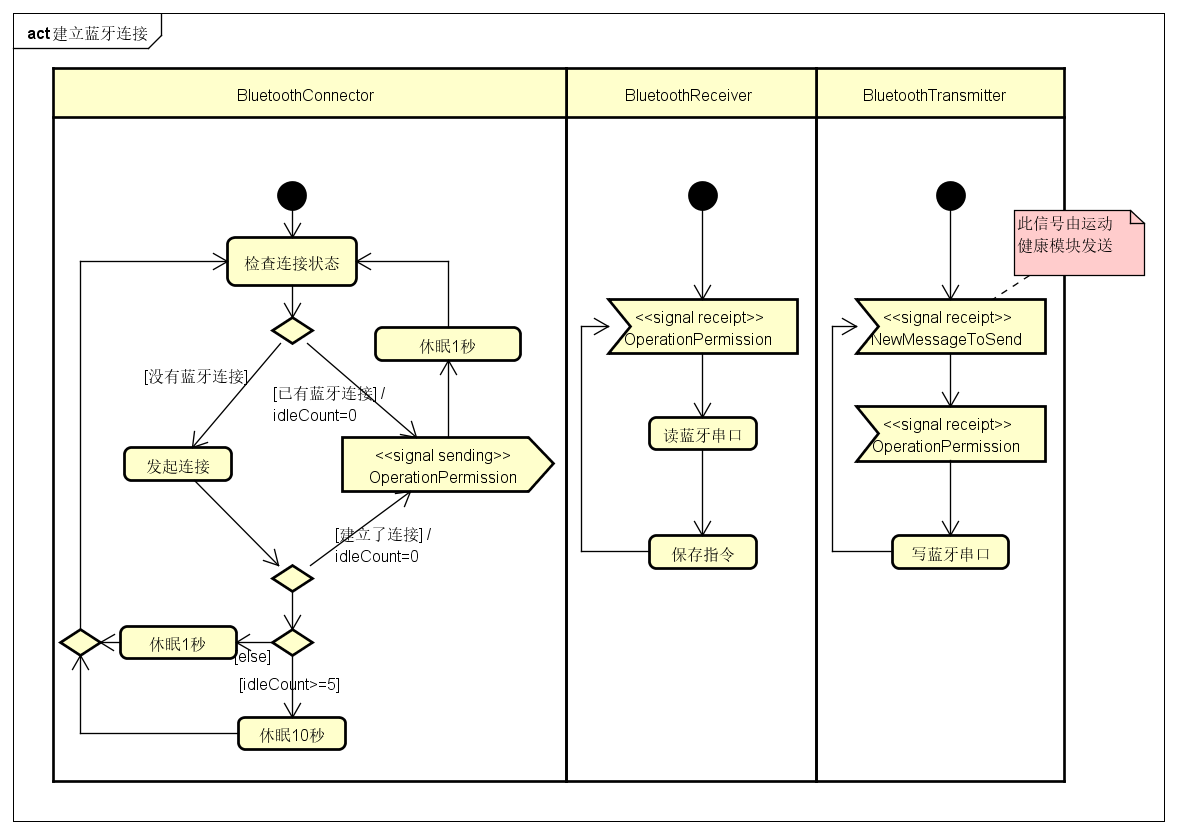 act 建立蓝牙连接
BluetoothConnector
BluetoothReceiver
BluetoothTransmitter
此信号由运动
健康模块发送
检查连接状态
<<signal receipt>>
OperationPermission
<<signal receipt>>
NewMessageToSend
休眠1秒
[没有蓝牙连接]
[已有蓝牙连接] /
idleCount=0
读蓝牙串口
<<signal receipt>>
OperationPermission
发起连接
<<signal sending>>
OperationPermission
[建立了连接] /
idleCount=0
保存指令
写蓝牙串口
休眠1秒
[else]
[idleCount>=5]
休眠10秒